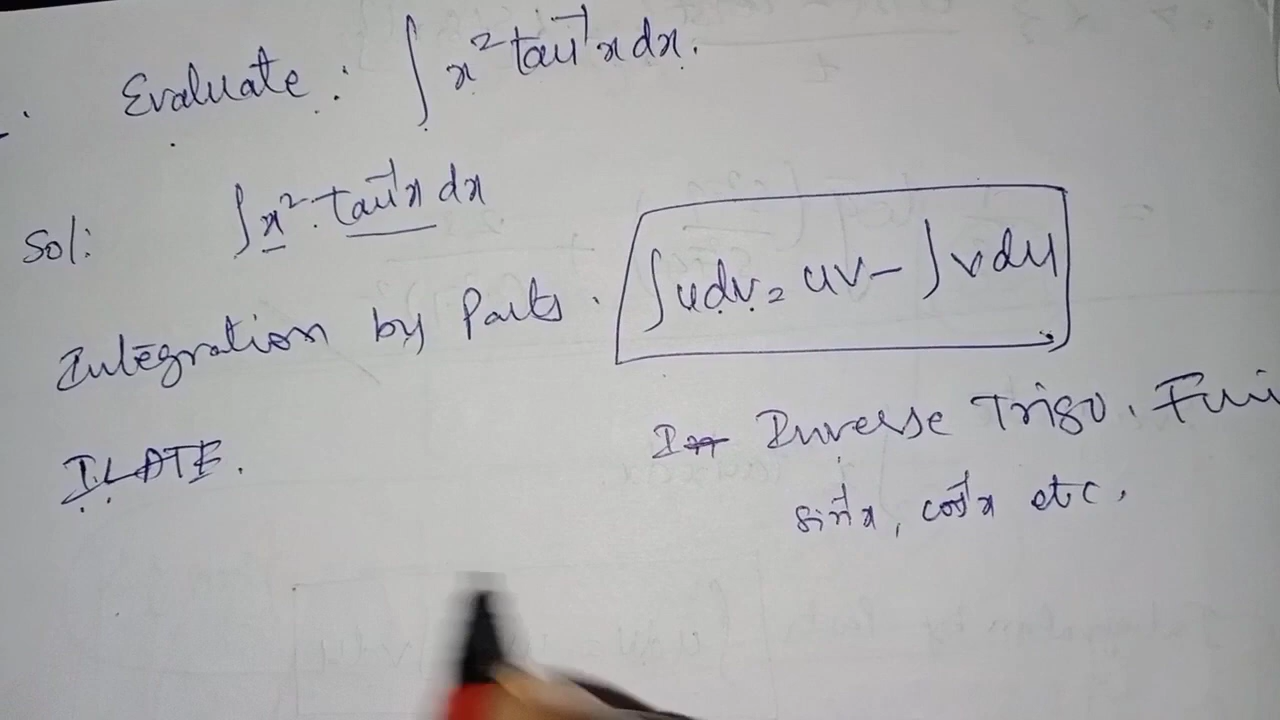 Evaluate : ∫ x² tan⁻¹x dx.
Sol: ∫ x² · tan⁻¹x dx
Integration by Parts . ∫udv = uv - ∫vdu
ILATE.
I → Inverse Trigo.
sin⁻¹x, cos⁻¹x etc.